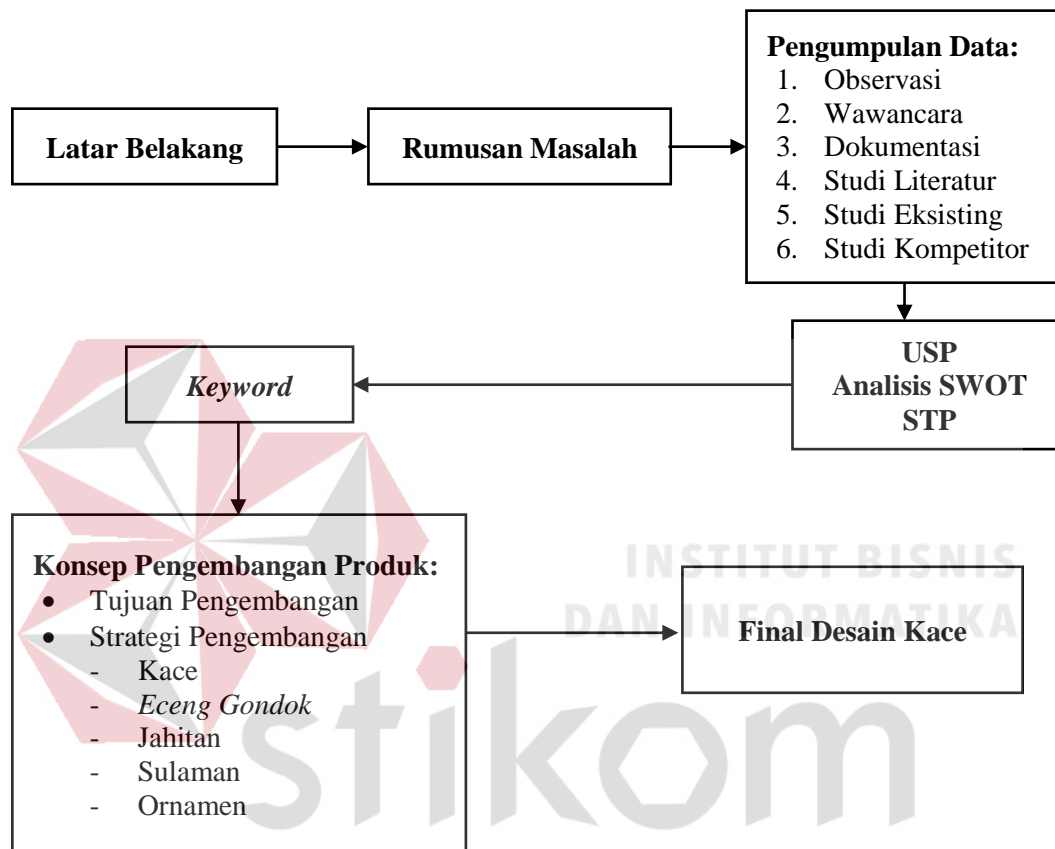 Latar Belakang
Rumusan Masalah
Pengumpulan Data:
1. Observasi
2. Wawancara
3. Dokumentasi
4. Studi Literatur
5. Studi Eksisting
6. Studi Kompetitor
USP
Analisis SWOT
STP
Keyword
Konsep Pengembangan Produk:
• Tujuan Pengembangan
• Strategi Pengembangan
- Kace
- Eceng Gondok
- Jahitan
- Sulaman
- Ornamen
Final Desain Kace
INSTITUT BISNIS
DAN INFORMATIKA
stikom